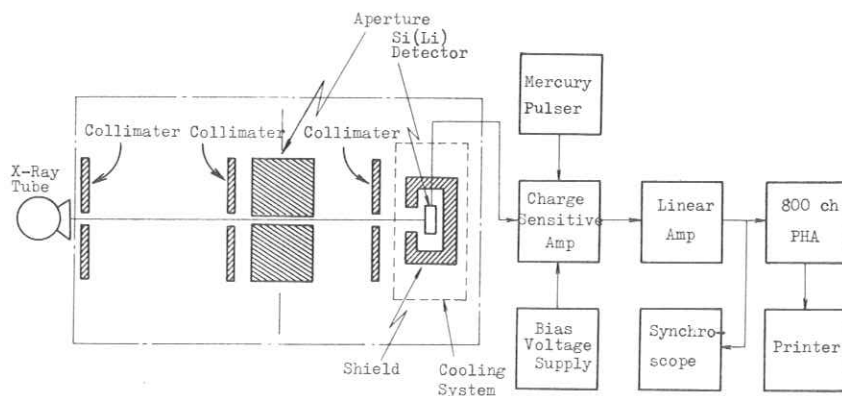 Aperture
Si(Li)
Detector
Mercury
Pulser
Collimater
Collimater
Collimater
X-Ray
Tube
Charge
Sensitive
Amp
Linear
Amp
800 ch
PHA
Bias
Voltage
Supply
Synchro-
scope
Printer
Shield
Cooling
System